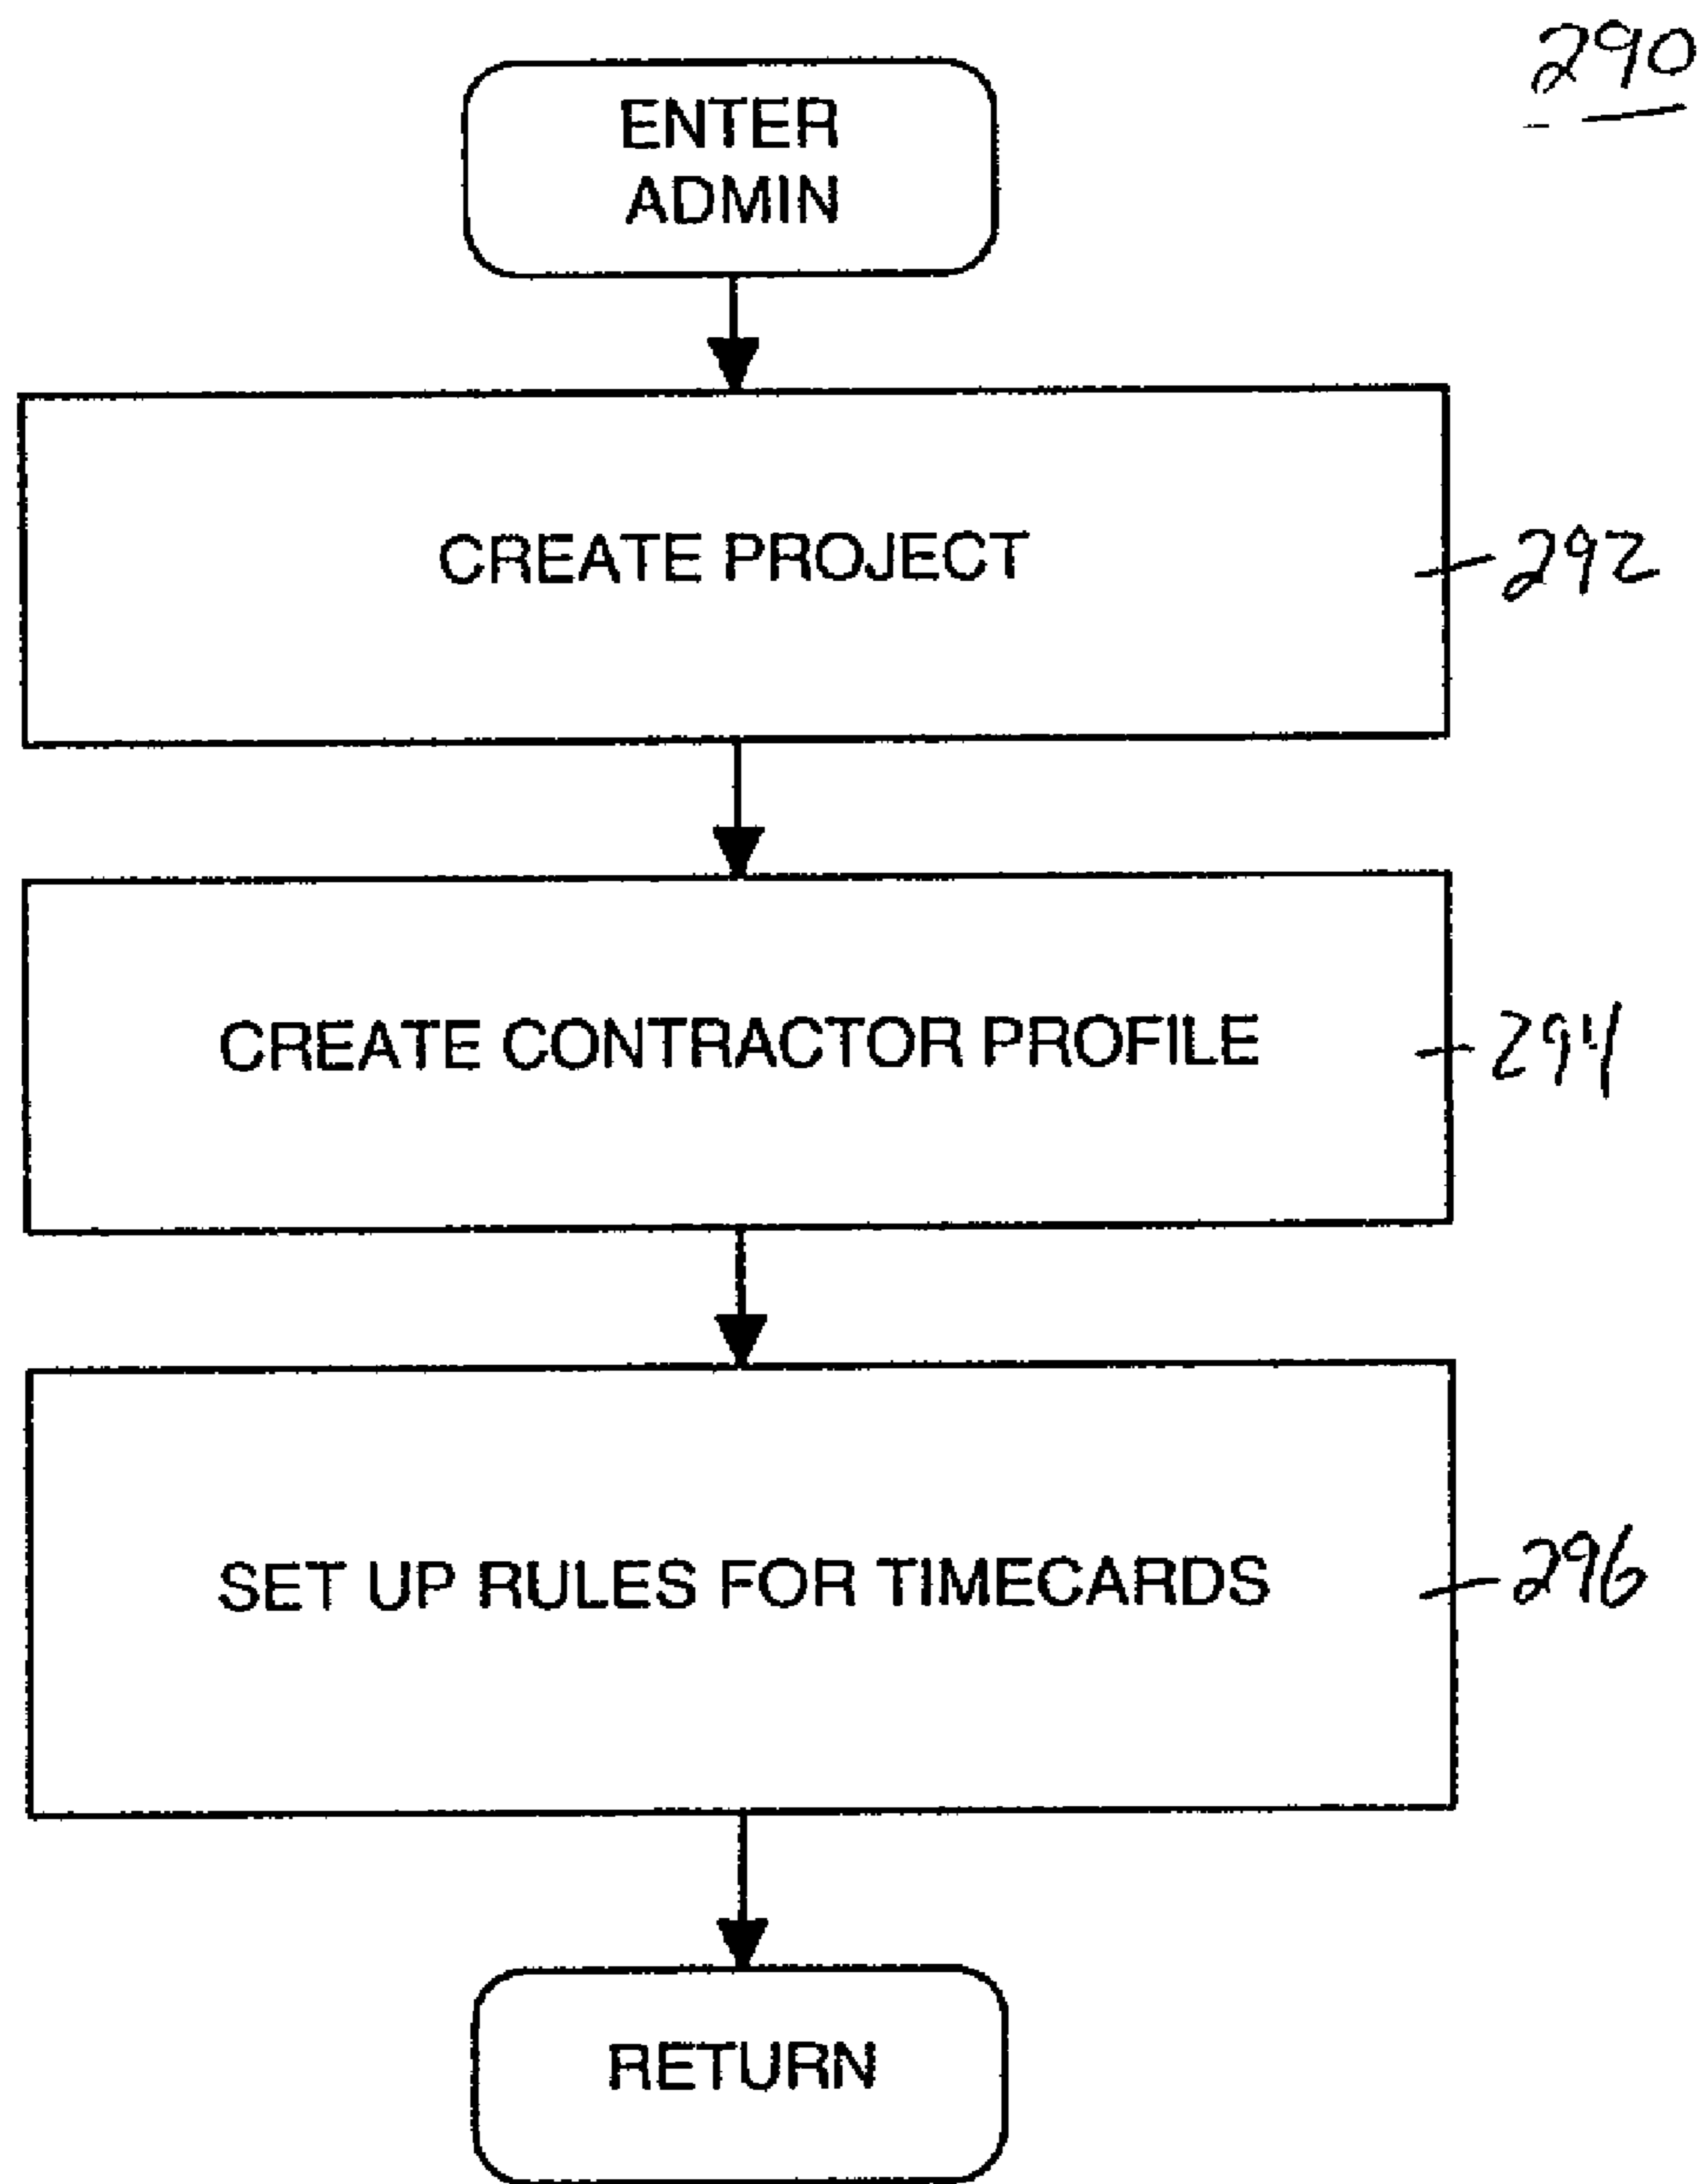 290
ENTER
ADMIN
CREATE PROJECT
292
CREATE CONTRACTOR PROFILE
294
SET UP RULES FOR TIMECARDS
296
RETURN